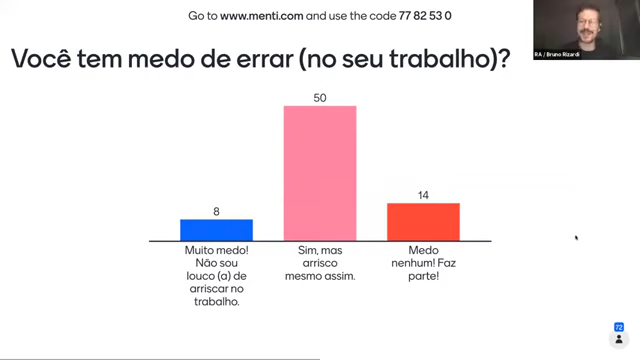 Go to www.menti.com and use the code 77 82 53 0
Você tem medo de errar (no seu trabalho)?
RA / Bruno Rizardi
50
14
8
Muito medo!
Não sou
louco (a) de
arriscar no
trabalho.
Sim, mas
arrisco
mesmo assim.
Medo
nenhum! Faz
parte!
72